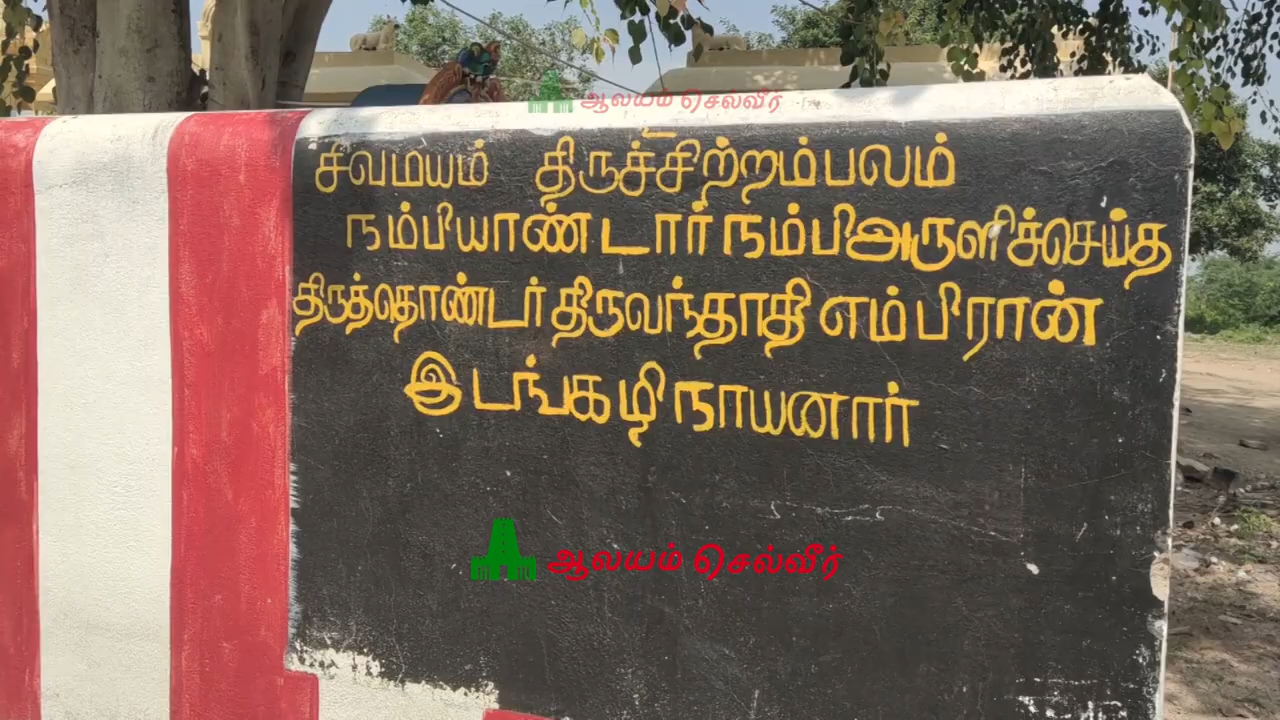 ஆலயம் செல்வீர்
சிவமயம் திருச்சிற்றம்பலம்
நம்பியாண்டார்நம்பிஅருளிச்செய்த
திருத்தொண்டர்திருவந்தாதிஎம்பிரான்
இடங்கழிநாயனார்
ஆலயம் செல்வீர்